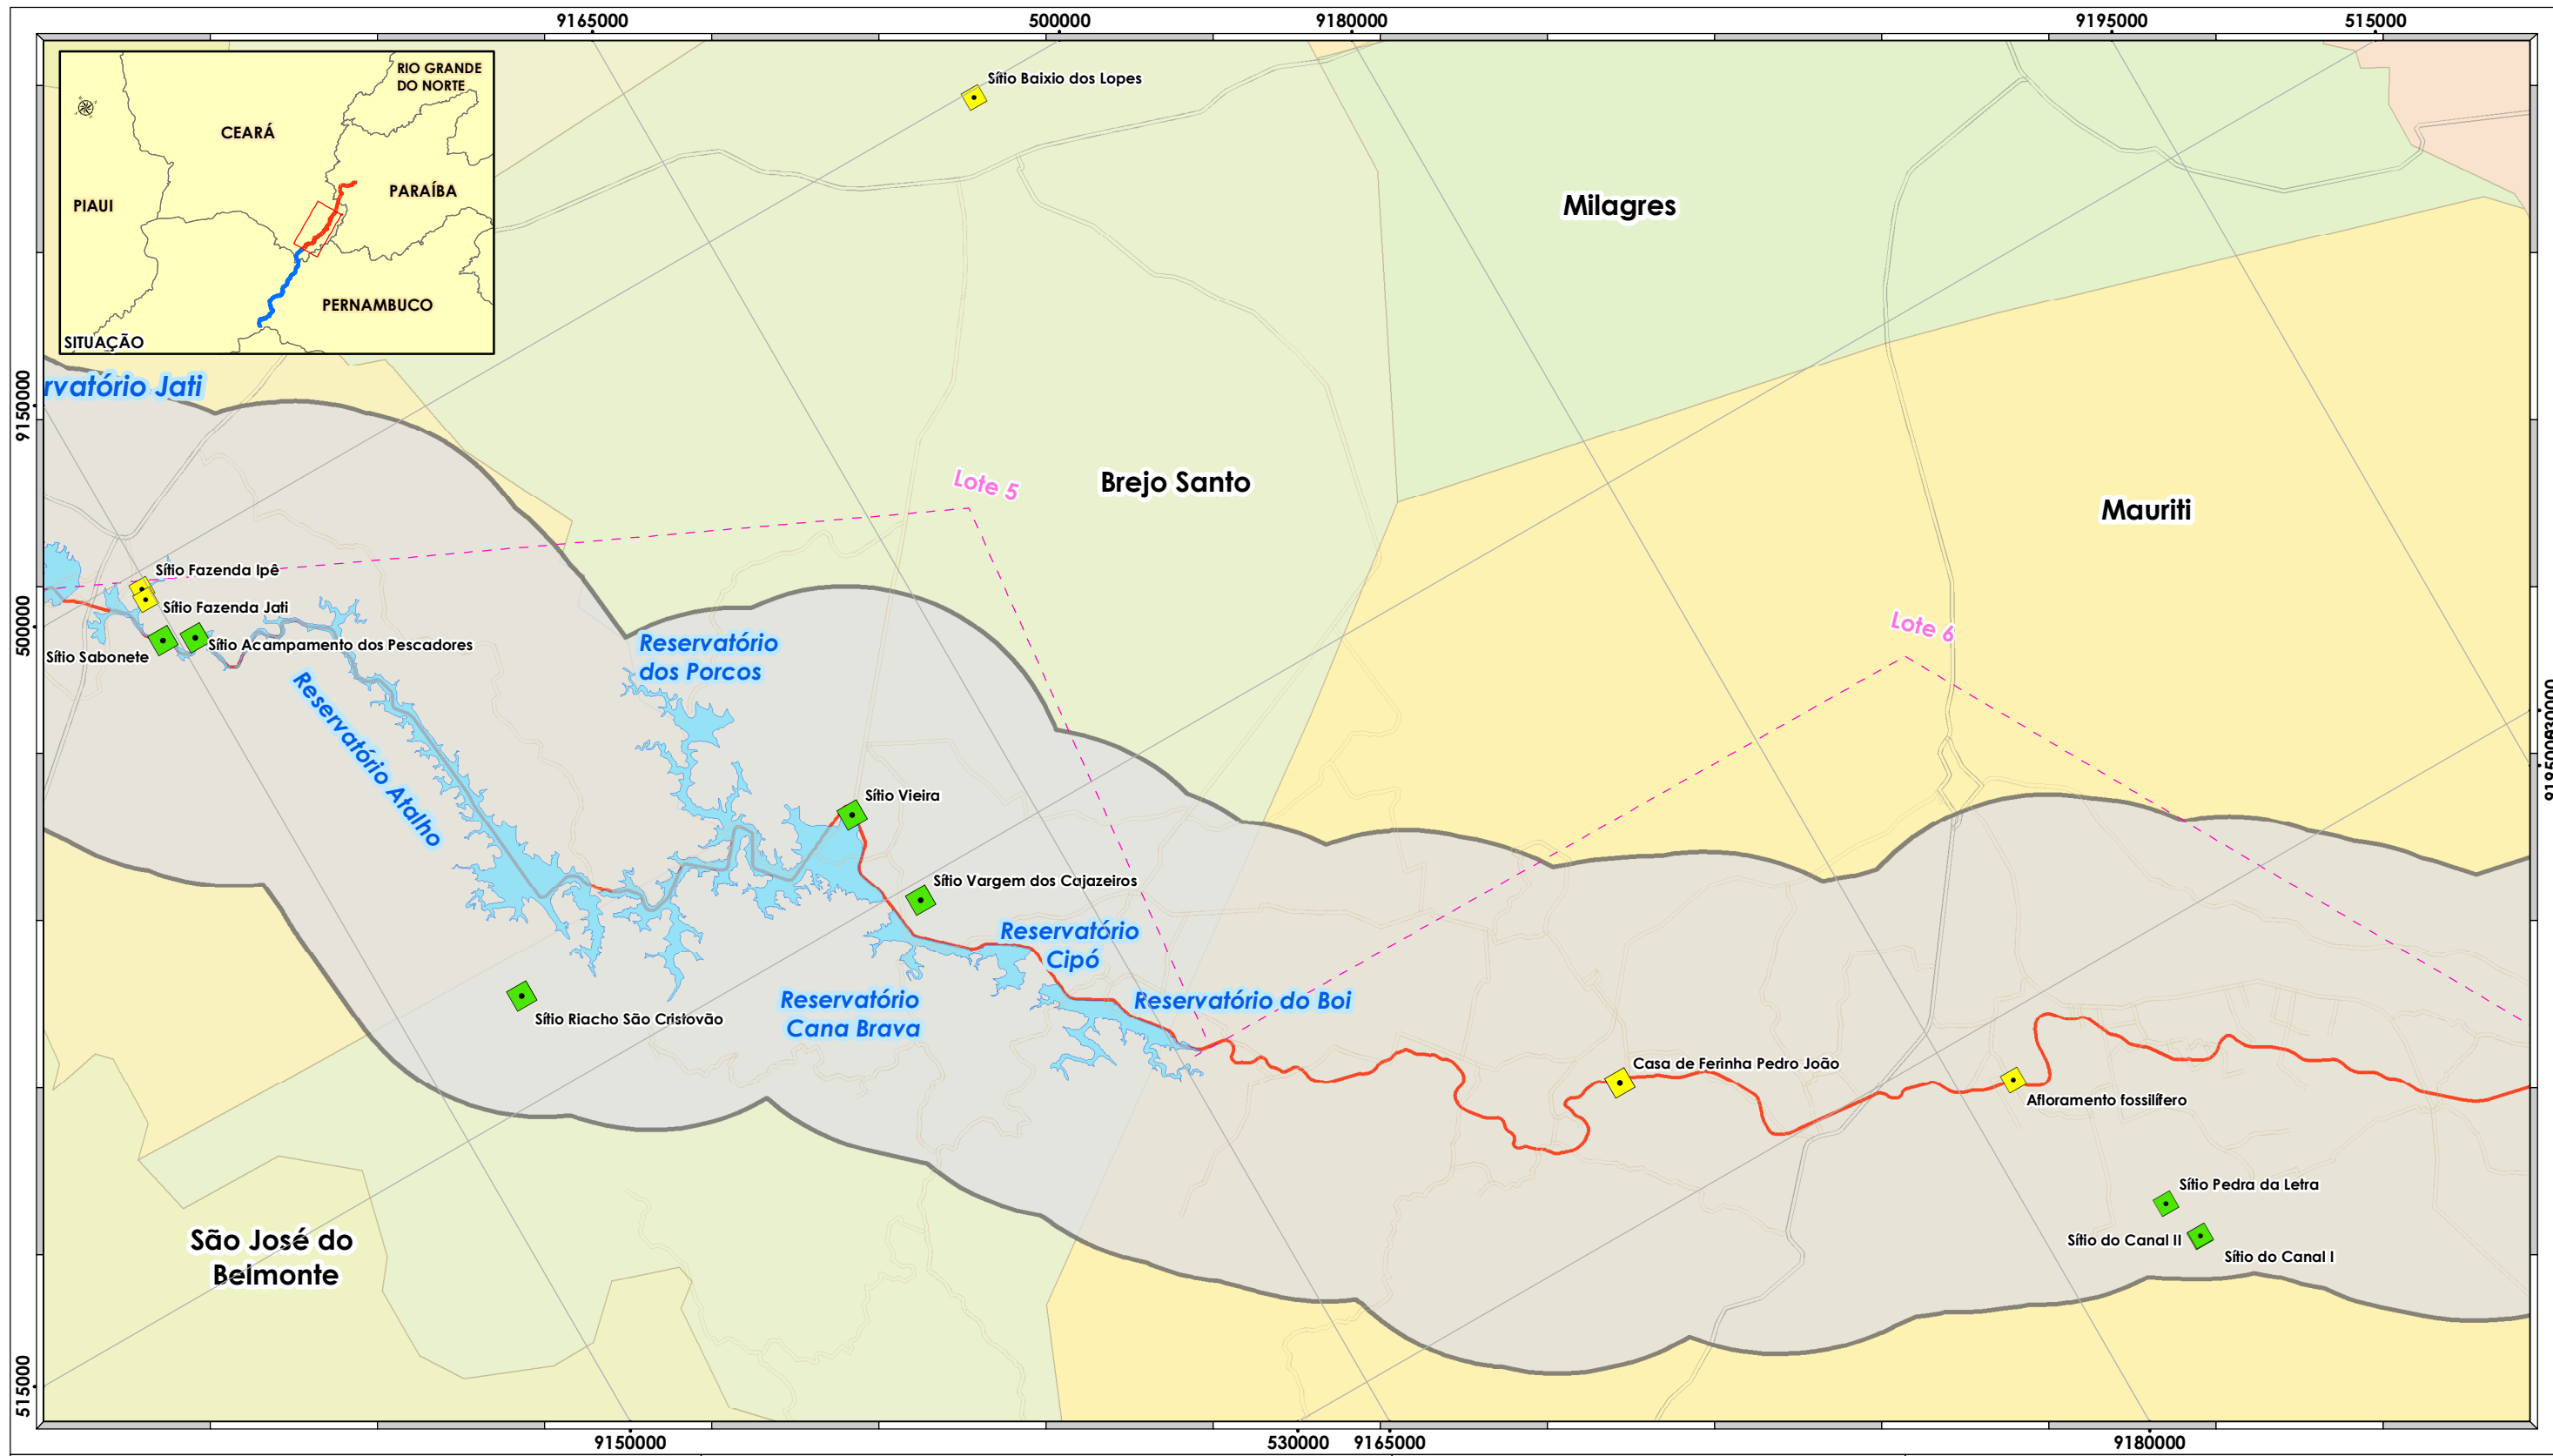 9165000
500000
9180000
9195000
515000
RIO GRANDE
DO NORTE
CEARÁ
PARAÍBA
PIAUI
PERNAMBUCO
SITUAÇÃO
Sítio Baixio dos Lopes
Milagres
rvatório Jati
9150000
Lote 5
Brejo Santo
Mauriti
Sítio Fazenda Ipê
Sítio Fazenda Jati
500000
Sítio Sabonete
Sítio Acampamento dos Pescadores
Reservatório
dos Porcos
Lote 6
Reservatório Atalho
Sítio Vieira
Sítio Vargem dos Cajazeiros
Reservatório
Cipó
Reservatório
Cana Brava
Reservatório do Boi
Sítio Riacho São Cristovão
Casa de Ferinha Pedro João
Afloramento fossilífero
Sítio Pedra da Letra
Sítio do Canal II
Sítio do Canal I
São José do
Belmonte
515000
9150000
530000
9165000
9180000